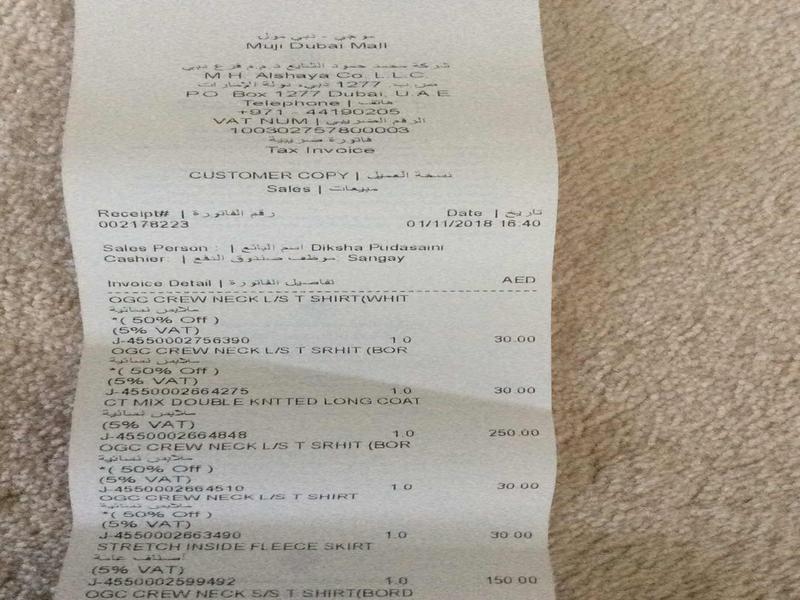 موجي - دبي مول
Muji Dubai Mall
شركة محمد حمود الشايع ذ.م.م فرع دبي
M.H. Alshaya Co. L.L.C.
ص.ب. 1277 دبي، دولة الإمارات
P.O. Box 1277 Dubai, U.A.E
Telephone | هاتف
+971 - 44190205
VAT NUM | الرقم الضريبي
100302757800003
فاتورة ضريبية
Tax Invoice
CUSTOMER COPY | نسخة العميل
Sales | مبيعات
Receipt# | رقم الفاتورة Date | تاريخ
002178223 01/11/2018 16:40
Sales Person : | اسم البائع Diksha Pudasaini
Cashier: | موظف صندوق الدفع: Sangay
Invoice Detail | تفاصيل الفاتورة AED
OGC CREW NECK L/S T SHIRT(WHIT
ملابس نسائية
*( 50% Off )
(5% VAT)
J-4550002756390 1.0 30.00
OGC CREW NECK L/S T SRHIT (BOR
ملابس نسائية
*( 50% Off )
(5% VAT)
J-4550002664275 1.0 30.00
CT MIX DOUBLE KNTTED LONG COAT
ملابس نسائية
(5% VAT)
J-4550002664848 1.0 250.00
OGC CREW NECK L/S T SRHIT (BOR
ملابس نسائية
*( 50% Off )
(5% VAT)
J-4550002664510 1.0 30.00
OGC CREW NECK L/S T SHIRT
ملابس نسائية
*( 50% Off )
(5% VAT)
J-4550002663490 1.0 30.00
STRETCH INSIDE FLEECE SKIRT
أصناف عامة
(5% VAT)
J-4550002599492 1.0 150.00
OGC CREW NECK S/S T SHIRT(BORD